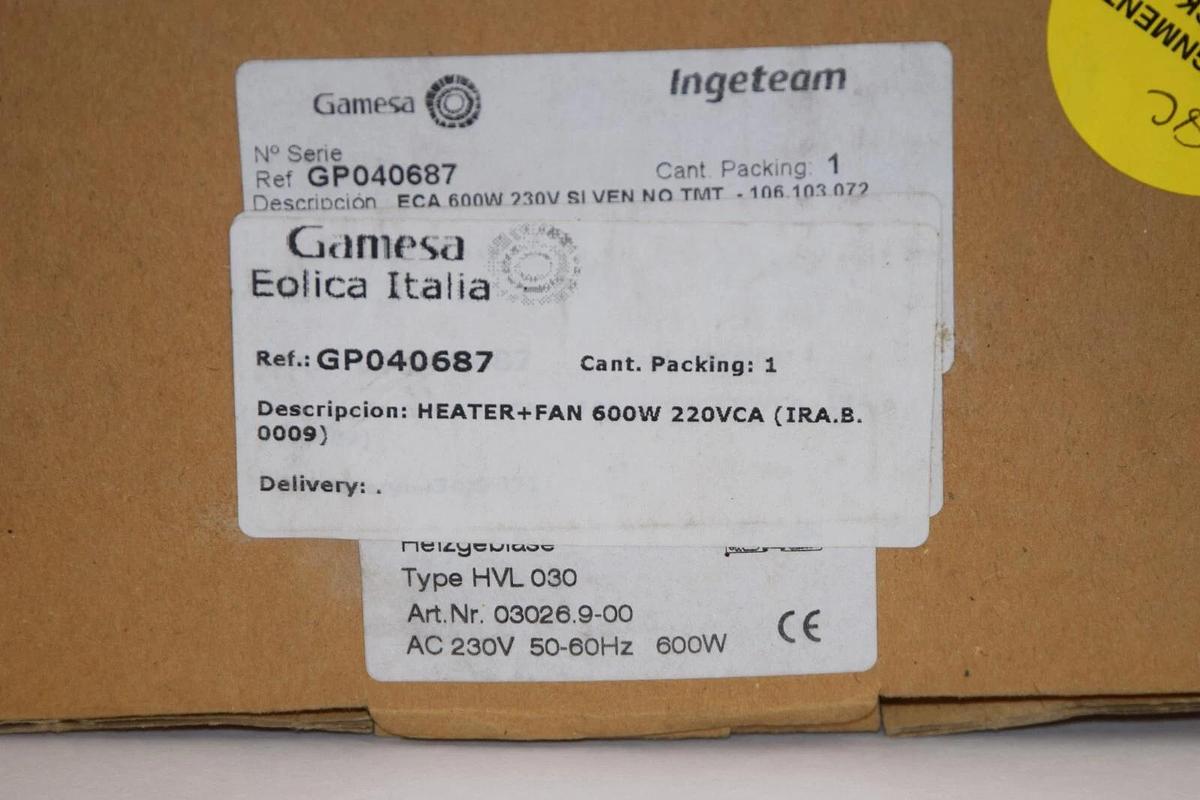 Gamesa
Ingeteam
Nº Serie
Ref GP040687
Cant. Packing: 1
Descripción ECA 600W 230V SI VEN NO TMT - 106.103.072
Gamesa
Eolica Italia
Ref.: GP040687
Cant. Packing: 1
Descripcion: HEATER+FAN 600W 220VCA (IRA.B.
0009)
Delivery: .
Heizgebläse
Type HVL 030
Art.Nr. 03026.9-00
AC 230V 50-60Hz 600W
CE